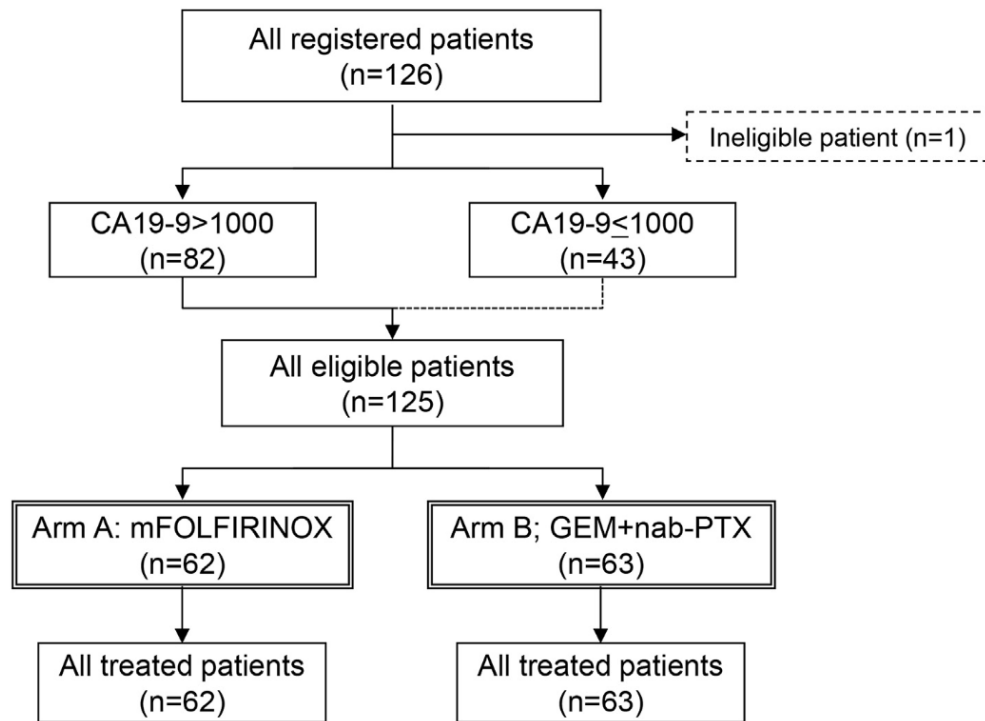 All registered patients
(n=126)
Ineligible patient (n=1)
CA19-9>1000
(n=82)
CA19-9≤1000
(n=43)
All eligible patients
(n=125)
Arm A: mFOLFIRINOX
(n=62)
Arm B; GEM+nab-PTX
(n=63)
All treated patients
(n=62)
All treated patients
(n=63)